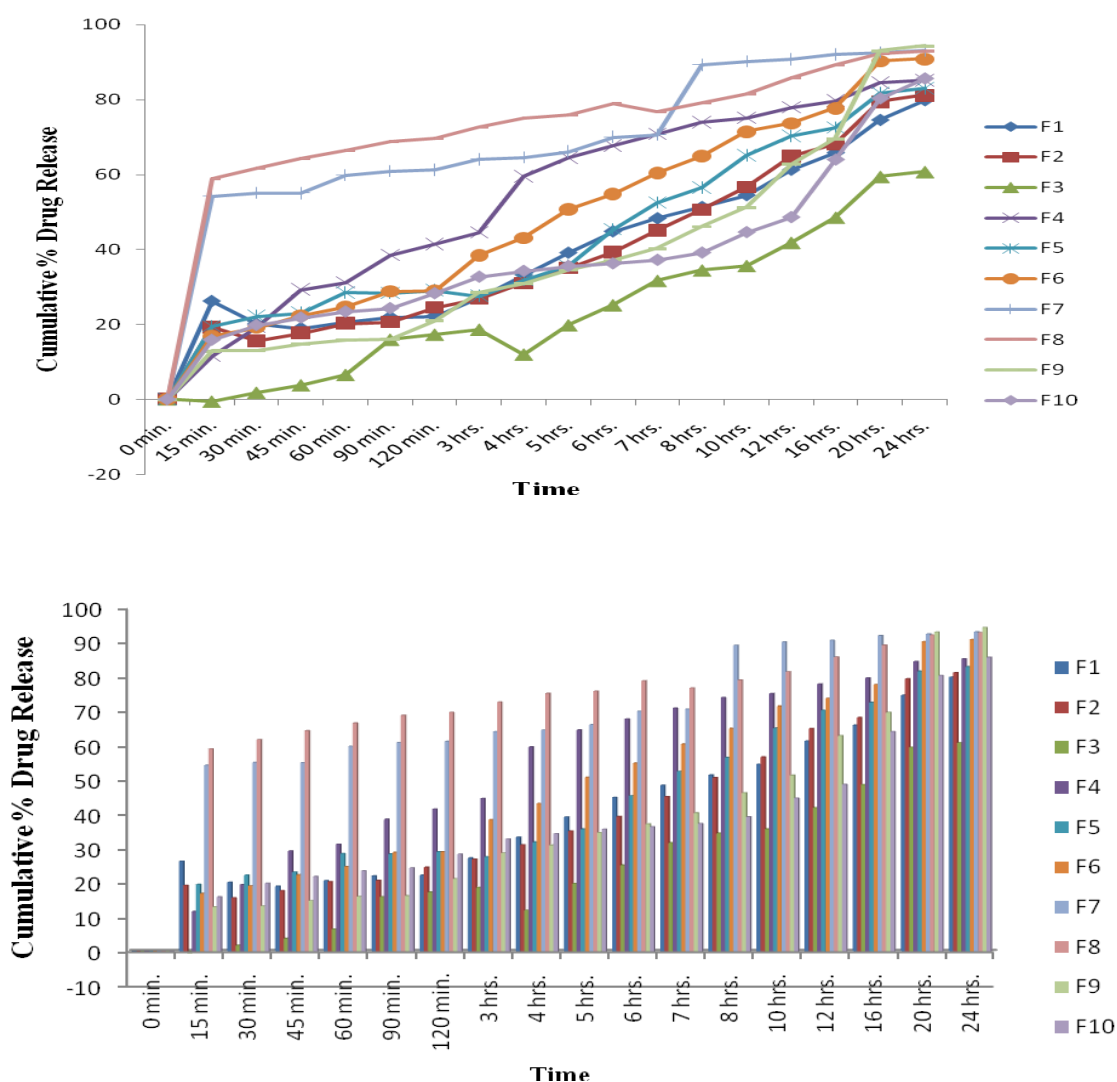 100
80
60
40
20
0
-20
Cumulative % Drug Release
0 min.
15 min.
30 min.
45 min.
60 min.
90 min.
120 min.
3 hrs.
4 hrs.
5 hrs.
6 hrs.
7 hrs.
8 hrs.
10 hrs.
12 hrs.
16 hrs.
20 hrs.
24 hrs.
Time
F1
F2
F3
F4
F5
F6
F7
F8
F9
F10
100
90
80
70
60
50
40
30
20
10
0
-10
Cumulative % Drug Release
0 min.
15 min.
30 min.
45 min.
60 min.
90 min.
120 min.
3 hrs.
4 hrs.
5 hrs.
6 hrs.
7 hrs.
8 hrs.
10 hrs.
12 hrs.
16 hrs.
20 hrs.
24 hrs.
Time
F1
F2
F3
F4
F5
F6
F7
F8
F9
F10